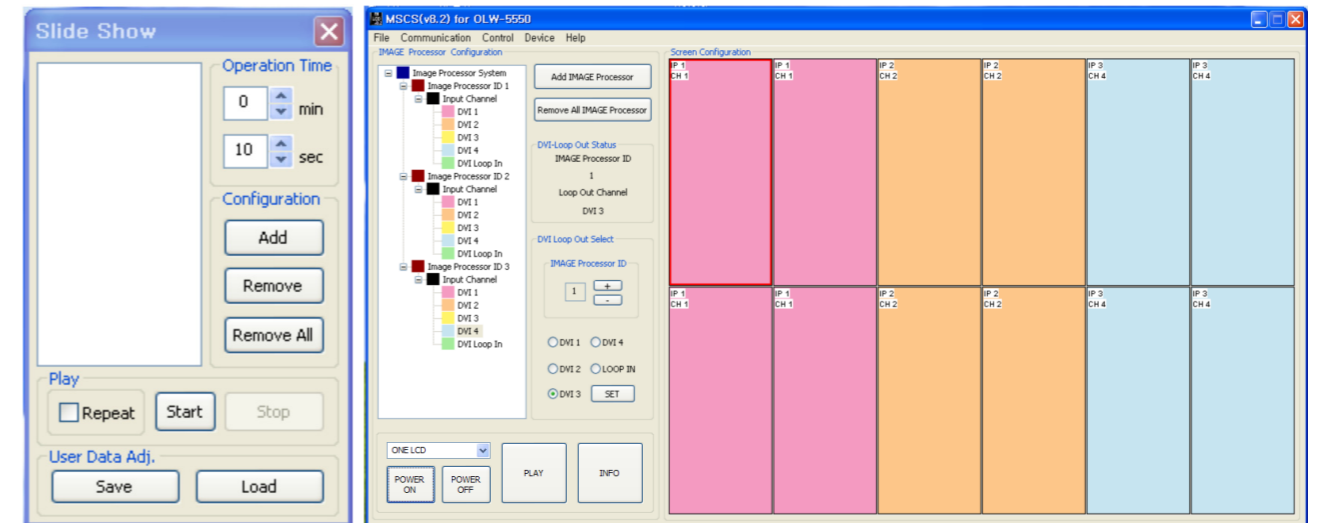 Slide Show
Operation Time
0 min
10 sec
Configuration
Add
Remove
Remove All
Play
Repeat Start Stop
User Data Adj.
Save Load
MSCS(v8.2) for OLW-5550
File Communication Control Device Help
IMAGE Processor Configuration
Image Processor System
Image Processor ID 1
Input Channel
DVI 1
DVI 2
DVI 3
DVI 4
DVI Loop In
Image Processor ID 2
Input Channel
DVI 1
DVI 2
DVI 3
DVI 4
DVI Loop In
Image Processor ID 3
Input Channel
DVI 1
DVI 2
DVI 3
DVI 4
DVI Loop In
Add IMAGE Processor
Remove All IMAGE Processor
DVI-Loop Out Status
IMAGE Processor ID
1
Loop Out Channel
DVI 3
DVI Loop Out Select
IMAGE Processor ID
1 + -
DVI 1 DVI 4
DVI 2 LOOP IN
DVI 3 SET
ONE LCD
POWER ON
POWER OFF
PLAY
INFO
Screen Configuration
IP 1 IP 1 IP 2 IP 2 IP 3 IP 3
CH 1 CH 1 CH 2 CH 2 CH 4 CH 4
IP 1 IP 1 IP 2 IP 2 IP 3 IP 3
CH 1 CH 1 CH 2 CH 2 CH 4 CH 4